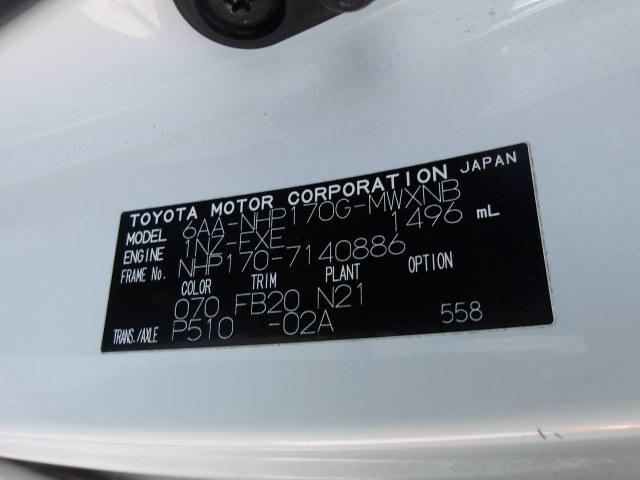 TOYOTA MOTOR CORPORATION JAPAN
MODEL 6AA-NHP170G-MWXNB
ENGINE 1NZ-EXE 1496 mL
FRAME No. NHP170-7140886
COLOR TRIM PLANT OPTION
070 FB20 N21
TRANS./AXLE P510 -02A 558